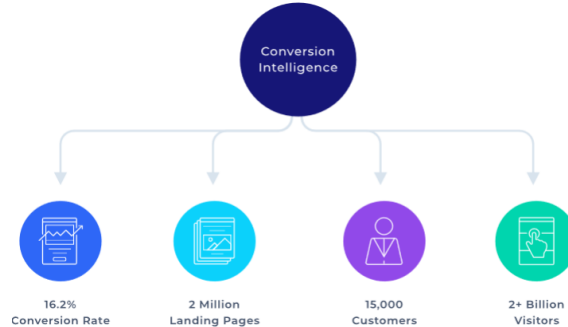 Conversion
Intelligence
16.2%
Conversion Rate
2 Million
Landing Pages
15,000
Customers
2+ Billion
Visitors